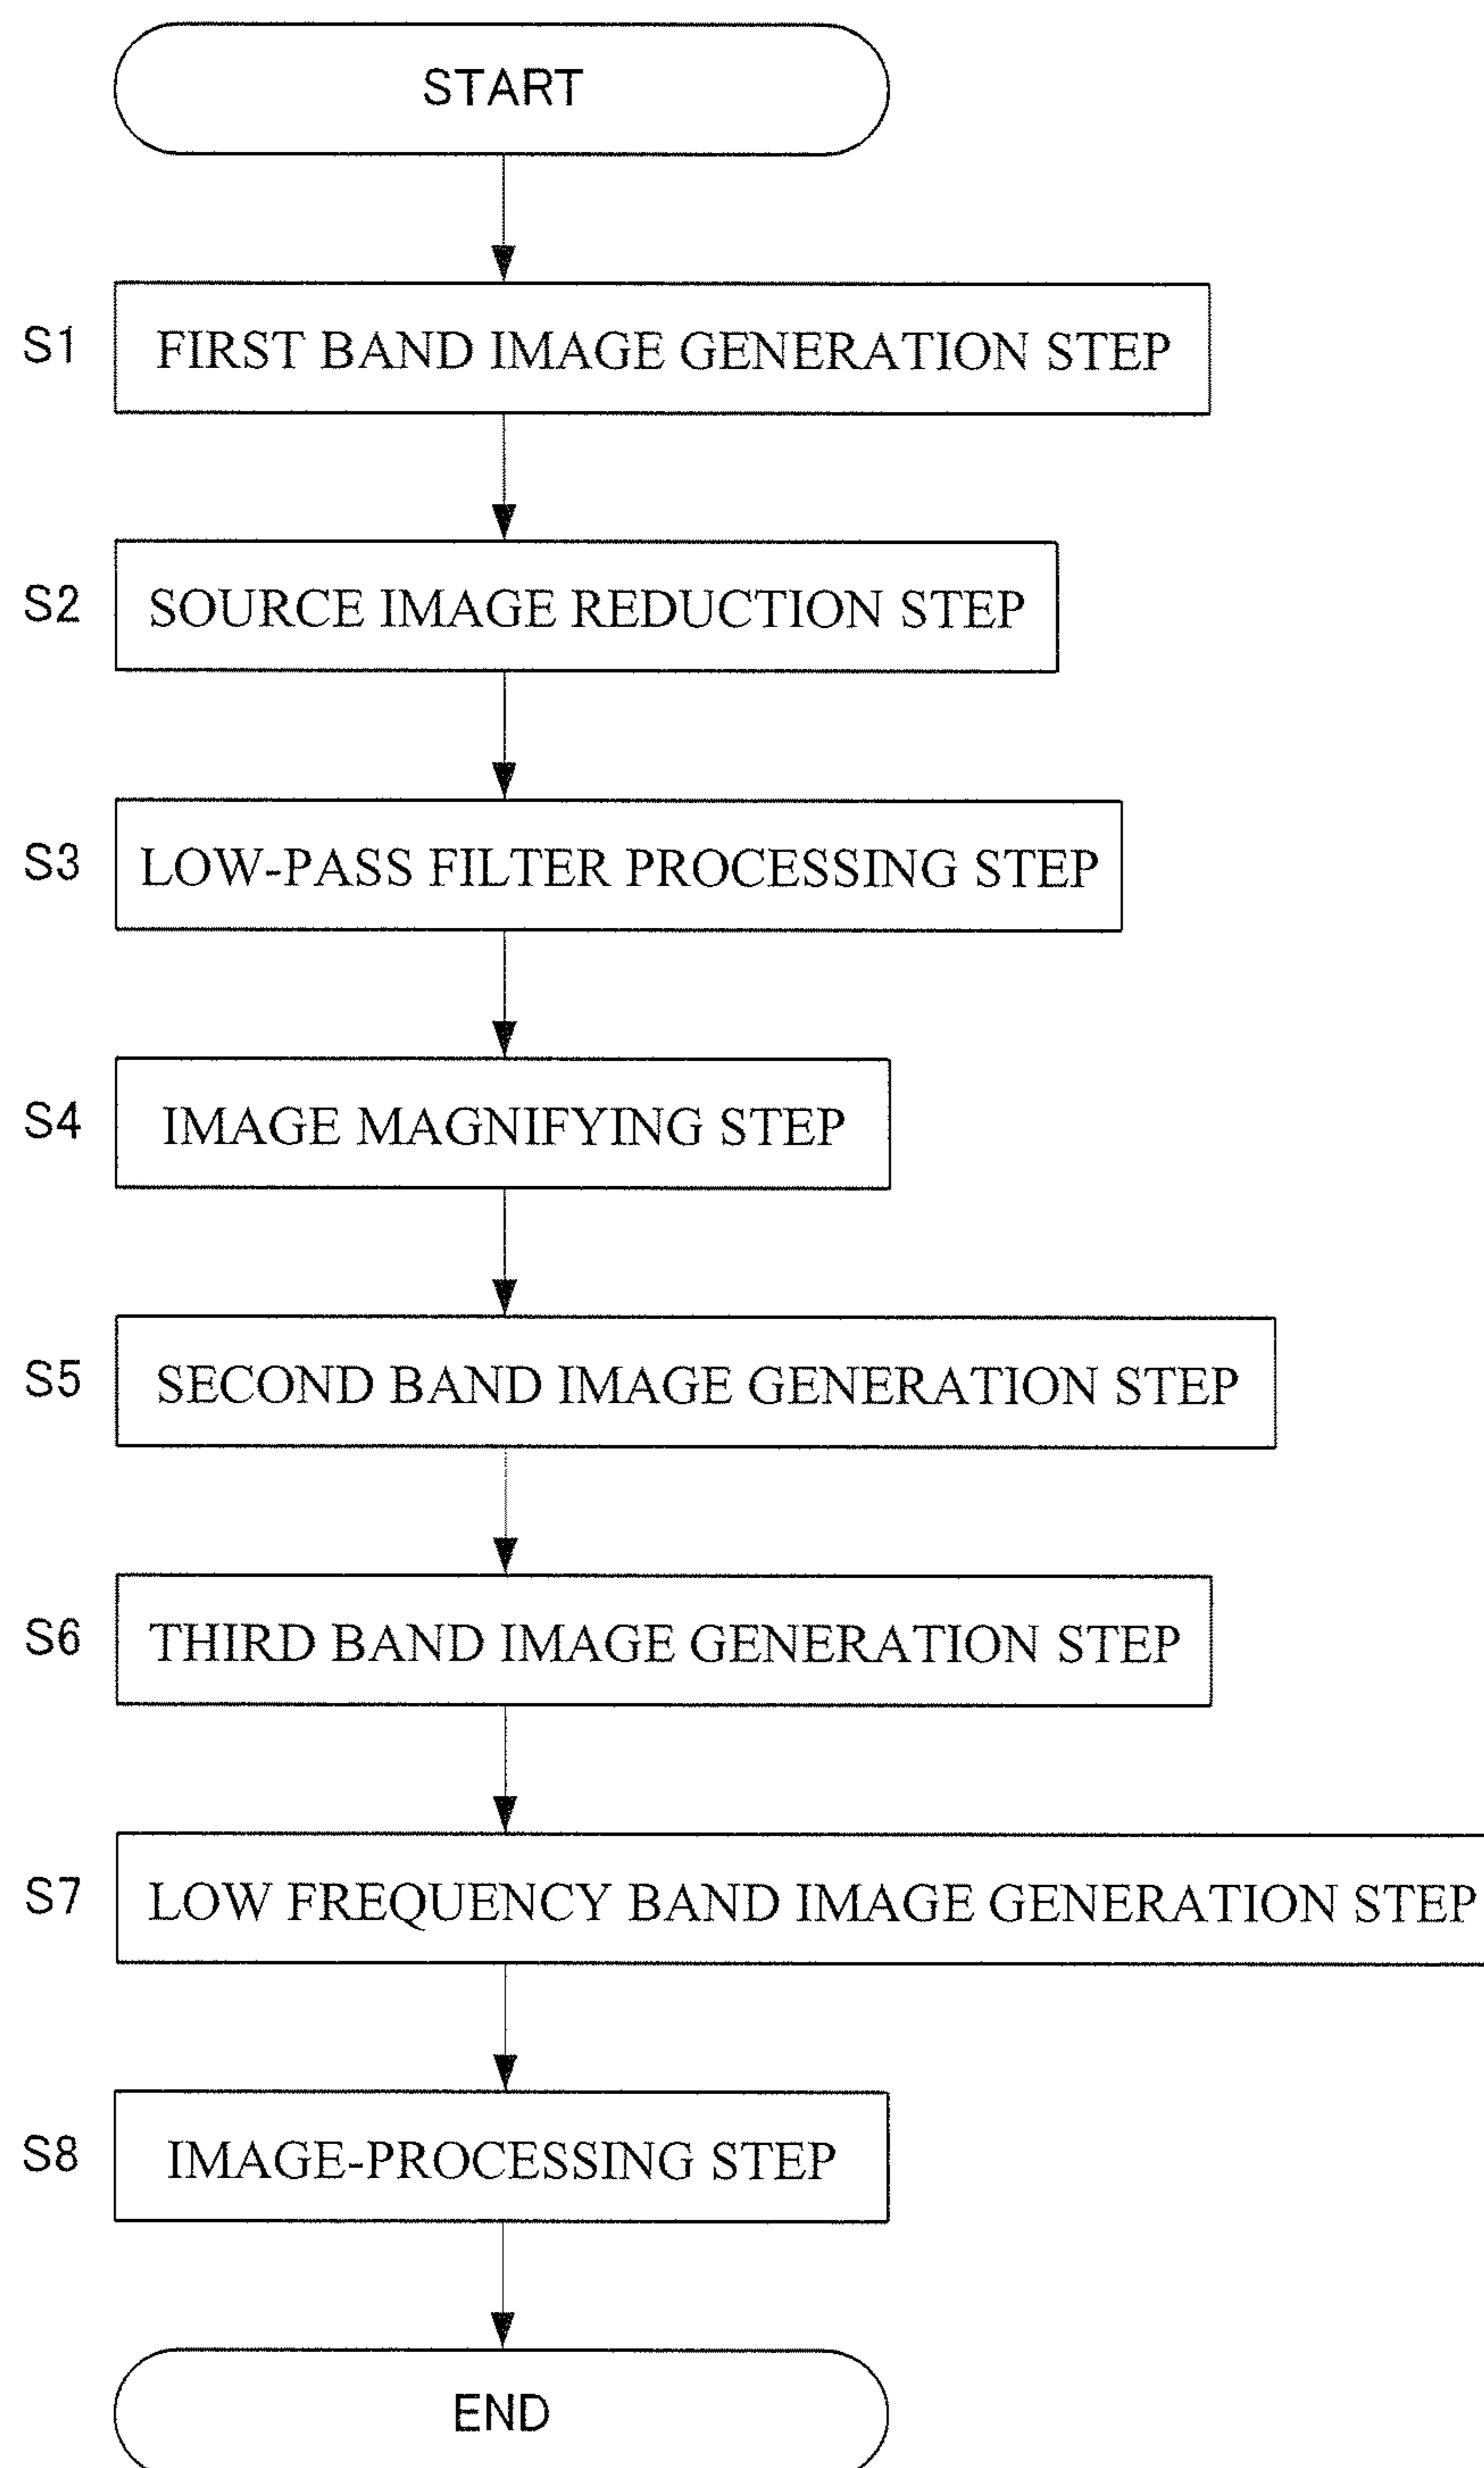 START
S1 FIRST BAND IMAGE GENERATION STEP
S2 SOURCE IMAGE REDUCTION STEP
S3 LOW-PASS FILTER PROCESSING STEP
S4 IMAGE MAGNIFYING STEP
S5 SECOND BAND IMAGE GENERATION STEP
S6 THIRD BAND IMAGE GENERATION STEP
S7 LOW FREQUENCY BAND IMAGE GENERATION STEP
S8 IMAGE-PROCESSING STEP
END